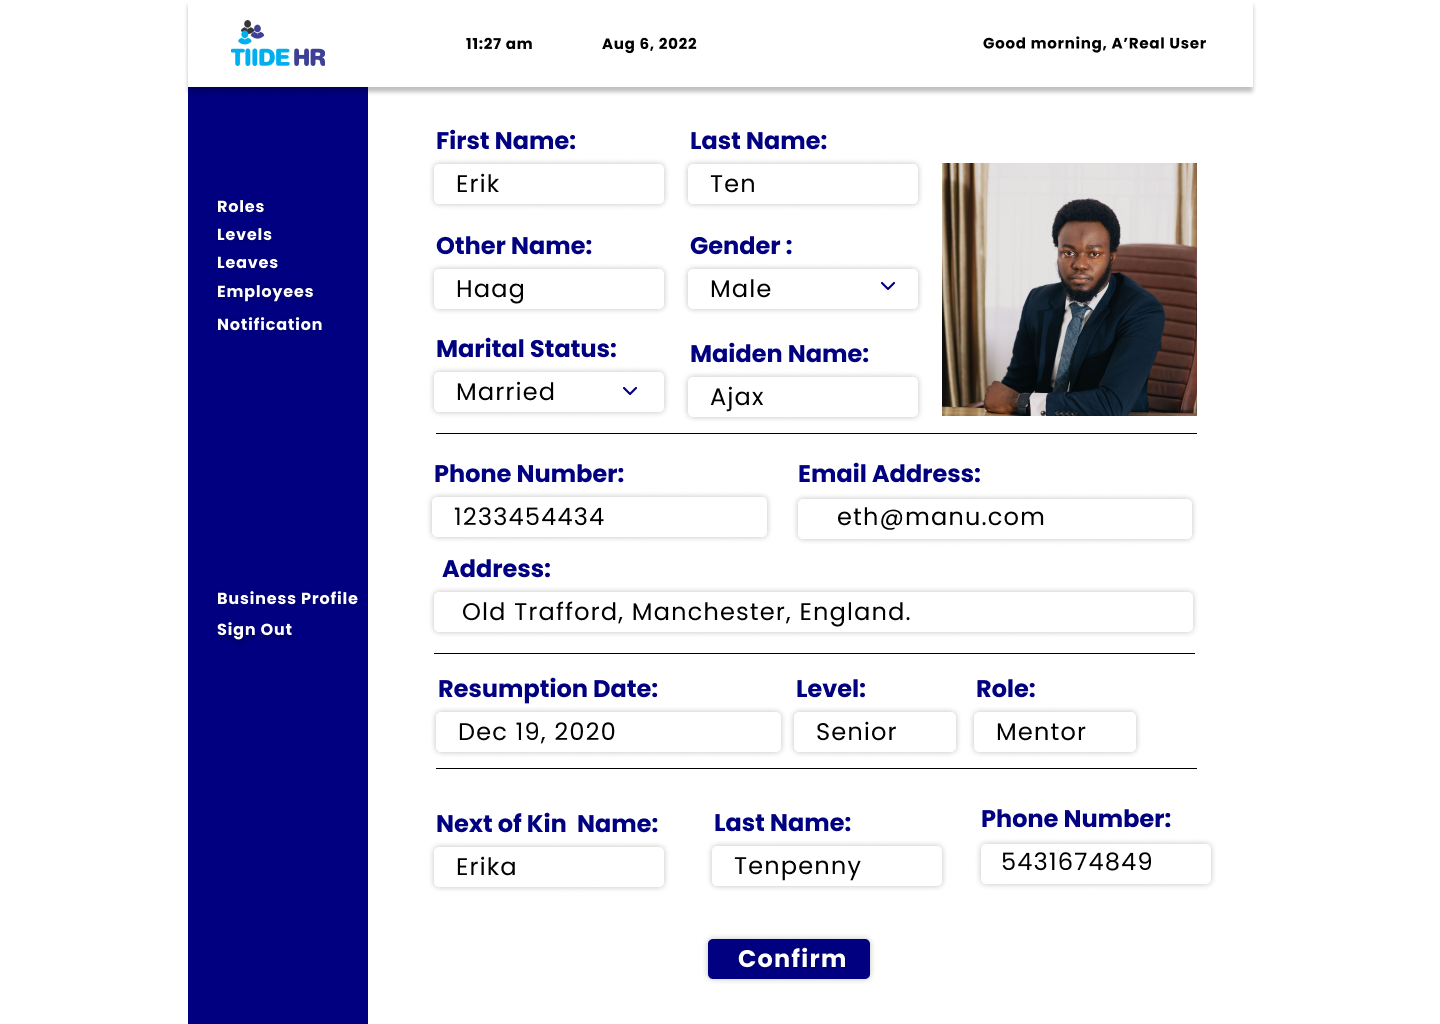 TIIDE HR
11:27 am
Aug 6, 2022
Good morning, A’Real User
Roles
Levels
Leaves
Employees
Notification
Business Profile
Sign Out
First Name:
Last Name:
Erik
Ten
Other Name:
Gender :
Haag
Male
Marital Status:
Maiden Name:
Married
Ajax
Phone Number:
Email Address:
1233454434
eth@manu.com
Address:
Old Trafford, Manchester, England.
Resumption Date:
Level:
Role:
Dec 19, 2020
Senior
Mentor
Next of Kin  Name:
Last Name:
Phone Number:
Erika
Tenpenny
5431674849
Confirm